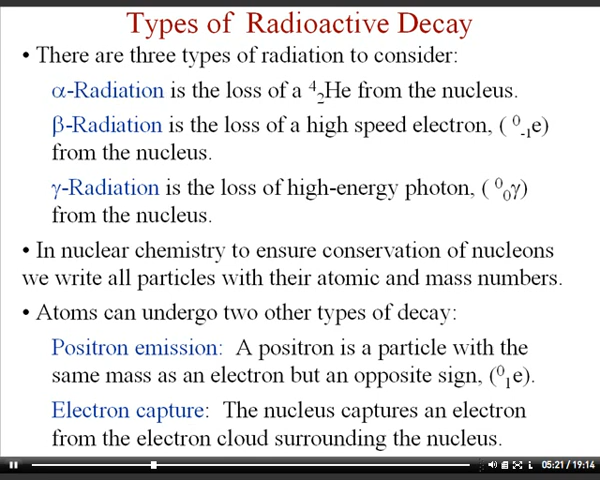 Types of Radioactive Decay
• There are three types of radiation to consider:
α-Radiation is the loss of a ⁴₂He from the nucleus.
β-Radiation is the loss of a high speed electron, ( ⁰₋₁e)
from the nucleus.
γ-Radiation is the loss of high-energy photon, ( ⁰₀γ)
from the nucleus.
• In nuclear chemistry to ensure conservation of nucleons
we write all particles with their atomic and mass numbers.
• Atoms can undergo two other types of decay:
Positron emission: A positron is a particle with the
same mass as an electron but an opposite sign, (⁰₁e).
Electron capture: The nucleus captures an electron
from the electron cloud surrounding the nucleus.
05:21 / 19:14